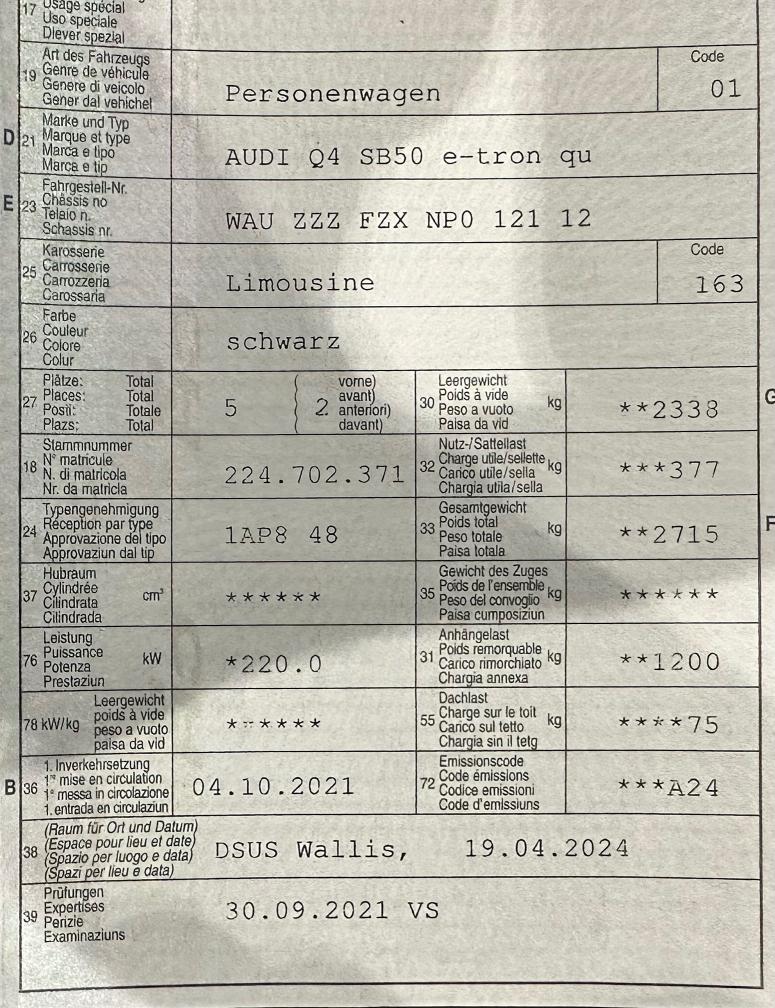 17 Usage spécial
Uso speciale
Diever spezial
19 Art des Fahrzeugs
Genre de véhicule
Genere di veicolo
Gener dal vehichel
Personenwagen
Code
01
D 21 Marke und Typ
Marque et type
Marca e tipo
Marca e tip
AUDI Q4 SB50 e-tron qu
E 23 Fahrgestell-Nr.
Châssis no
Telaio n.
Schassis nr.
WAU ZZZ FZX NP0 121 12
25 Karosserie
Carrosserie
Carrozzeria
Carossaria
Limousine
Code
163
26 Farbe
Couleur
Colore
Colur
schwarz
27 Plätze: Total
Places: Total
Posti: Totale
Plazs: Total
5
( 2 vorne)
avant)
anteriori)
davant)
30 Leergewicht
Poids à vide
Peso a vuoto
Paisa da vid
kg
**2338
G
18 Stammnummer
N° matricule
N. di matricola
Nr. da matricla
224.702.371
32 Nutz-/Sattellast
Charge utile/sellette
Carico utile/sella
Chargia utila/sella
kg
***377
24 Typengenehmigung
Réception par type
Approvazione del tipo
Approvaziun dal tip
1AP8 48
33 Gesamtgewicht
Poids total
Peso totale
Paisa totala
kg
**2715
F
37 Hubraum
Cylindrée
Cilindrata
Cilindrada
cm³
******
35 Gewicht des Zuges
Poids de l'ensemble
Peso del convoglio
Paisa cumposiziun
kg
******
76 Leistung
Puissance
Potenza
Prestaziun
kW
*220.0
31 Anhängelast
Poids remorquable
Carico rimorchiato
Chargia annexa
kg
**1200
78 kW/kg Leergewicht
poids à vide
peso a vuoto
paisa da vid
******
55 Dachlast
Charge sur le toit
Carico sul tetto
Chargia sin il tetg
kg
****75
B 36 1. Inverkehrsetzung
1re mise en circulation
1a messa in circolazione
1. entrada en circulaziun
04.10.2021
72 Emissionscode
Code émissions
Codice emissioni
Code d'emissiuns
***A24
38 (Raum für Ort und Datum)
(Espace pour lieu et date)
(Spazio per luogo e data)
(Spazi per lieu e data)
DSUS Wallis, 19.04.2024
39 Prüfungen
Expertises
Perizie
Examinaziuns
30.09.2021 VS